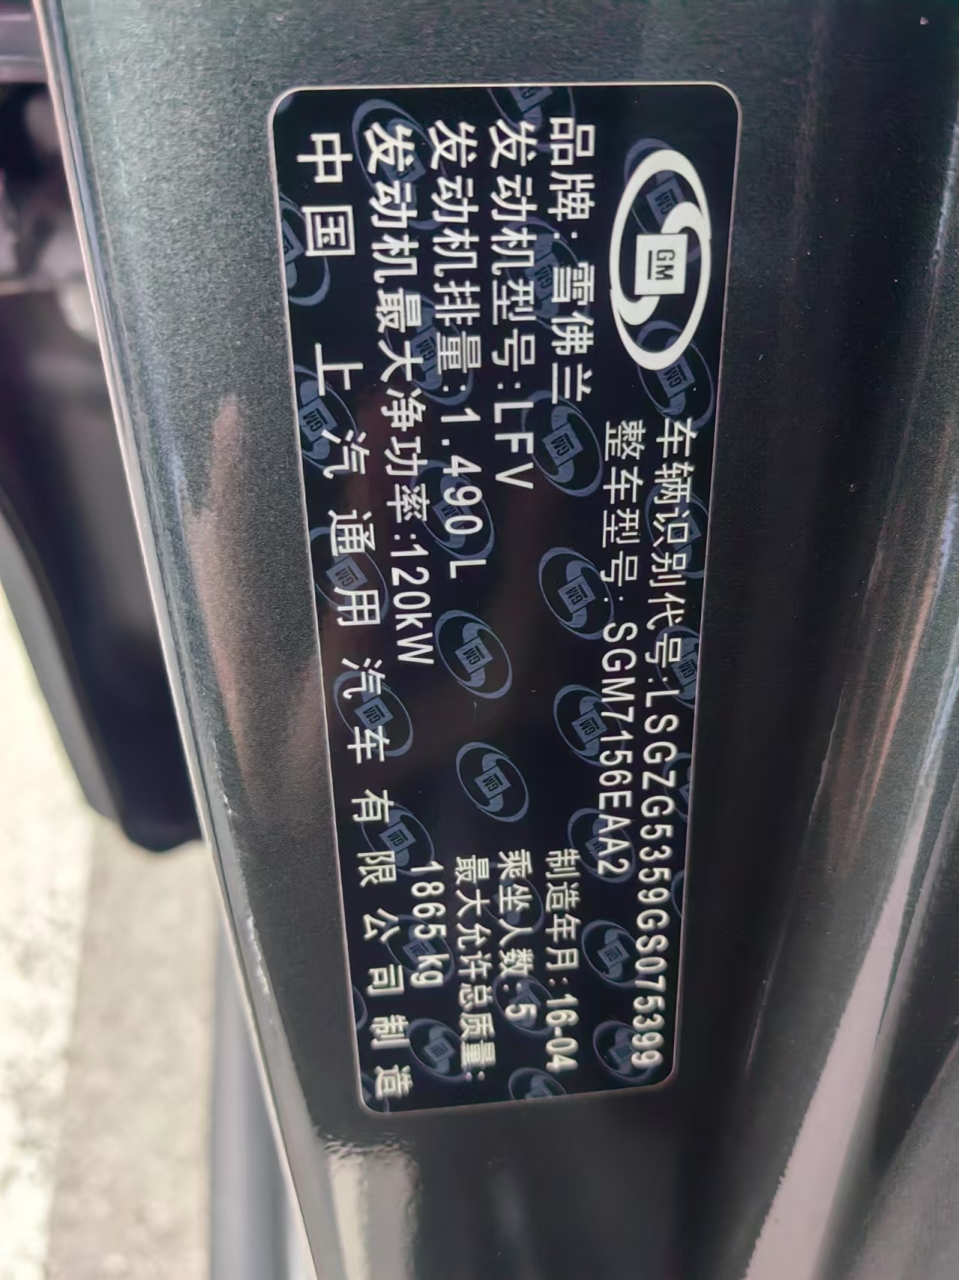 GM
车辆识别代号:LSGZG5359GS075399
整车型号:SGM7156EAA2
品牌:雪佛兰
发动机型号:LFV
制造年月:16-04
发动机排量:1.490L
乘坐人数:5
最大允许总质量:
发动机最大净功率:120kW
1865kg
中国 上汽通用汽车有限公司制造